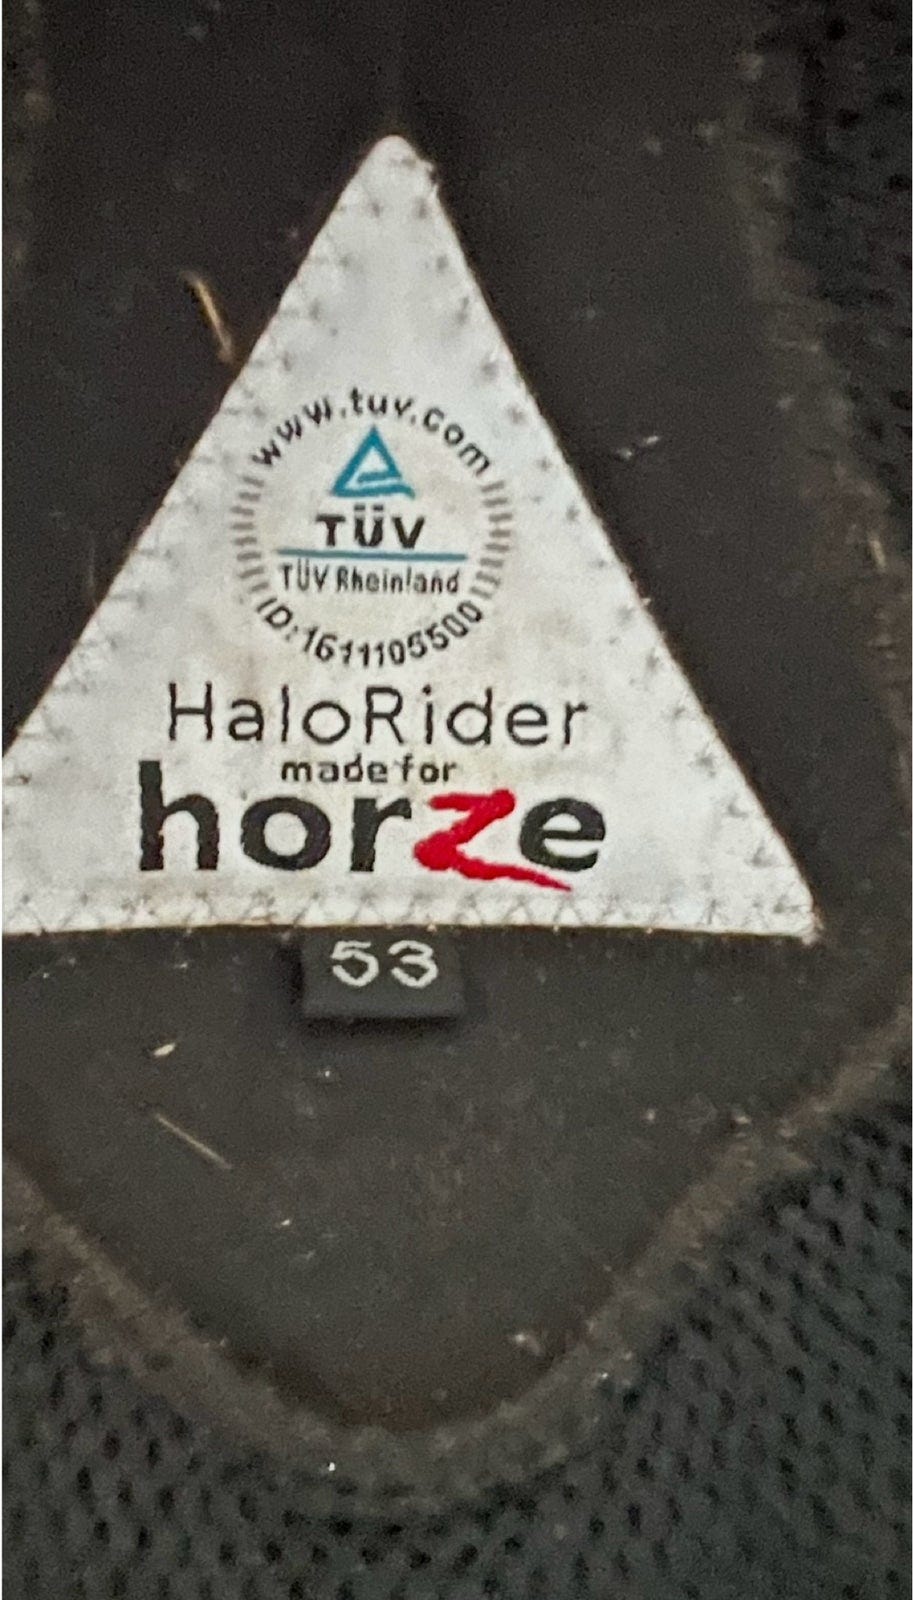 www.tuv.com
TÜV
TÜV Rheinland
ID:1611105500
HaloRider
made for
horze
53